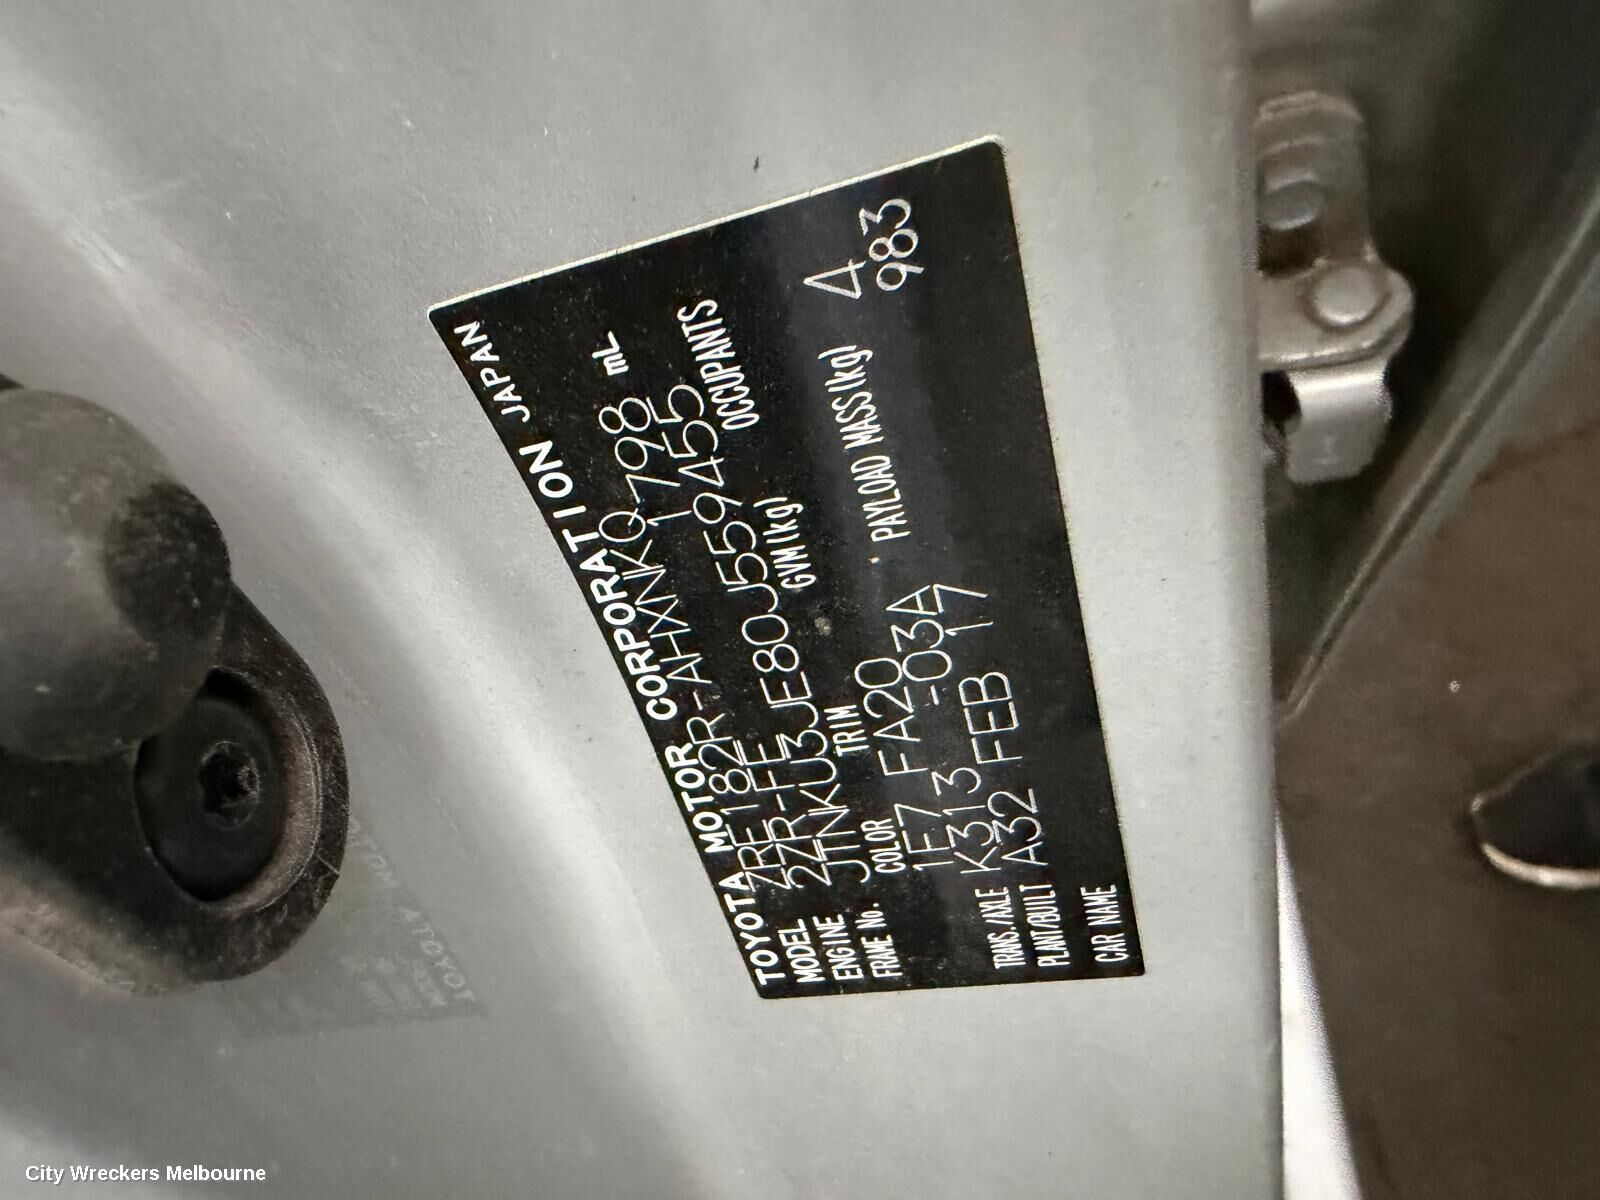 TOYOTA MOTOR CORPORATION JAPAN
MODEL ZRE182R-AHXNKQ
ENGINE 2ZR-FE 1798 mL
FRAME No. JTNKU3JE80J559455
COLOR TRIM GVM(kg) OCCUPANTS
1E7 FA20 4
TRANS./AXLE K313 -03A PAYLOAD MASS(kg) 983
PLANT/BUILT A32 FEB 17
CAR NAME
City Wreckers Melbourne